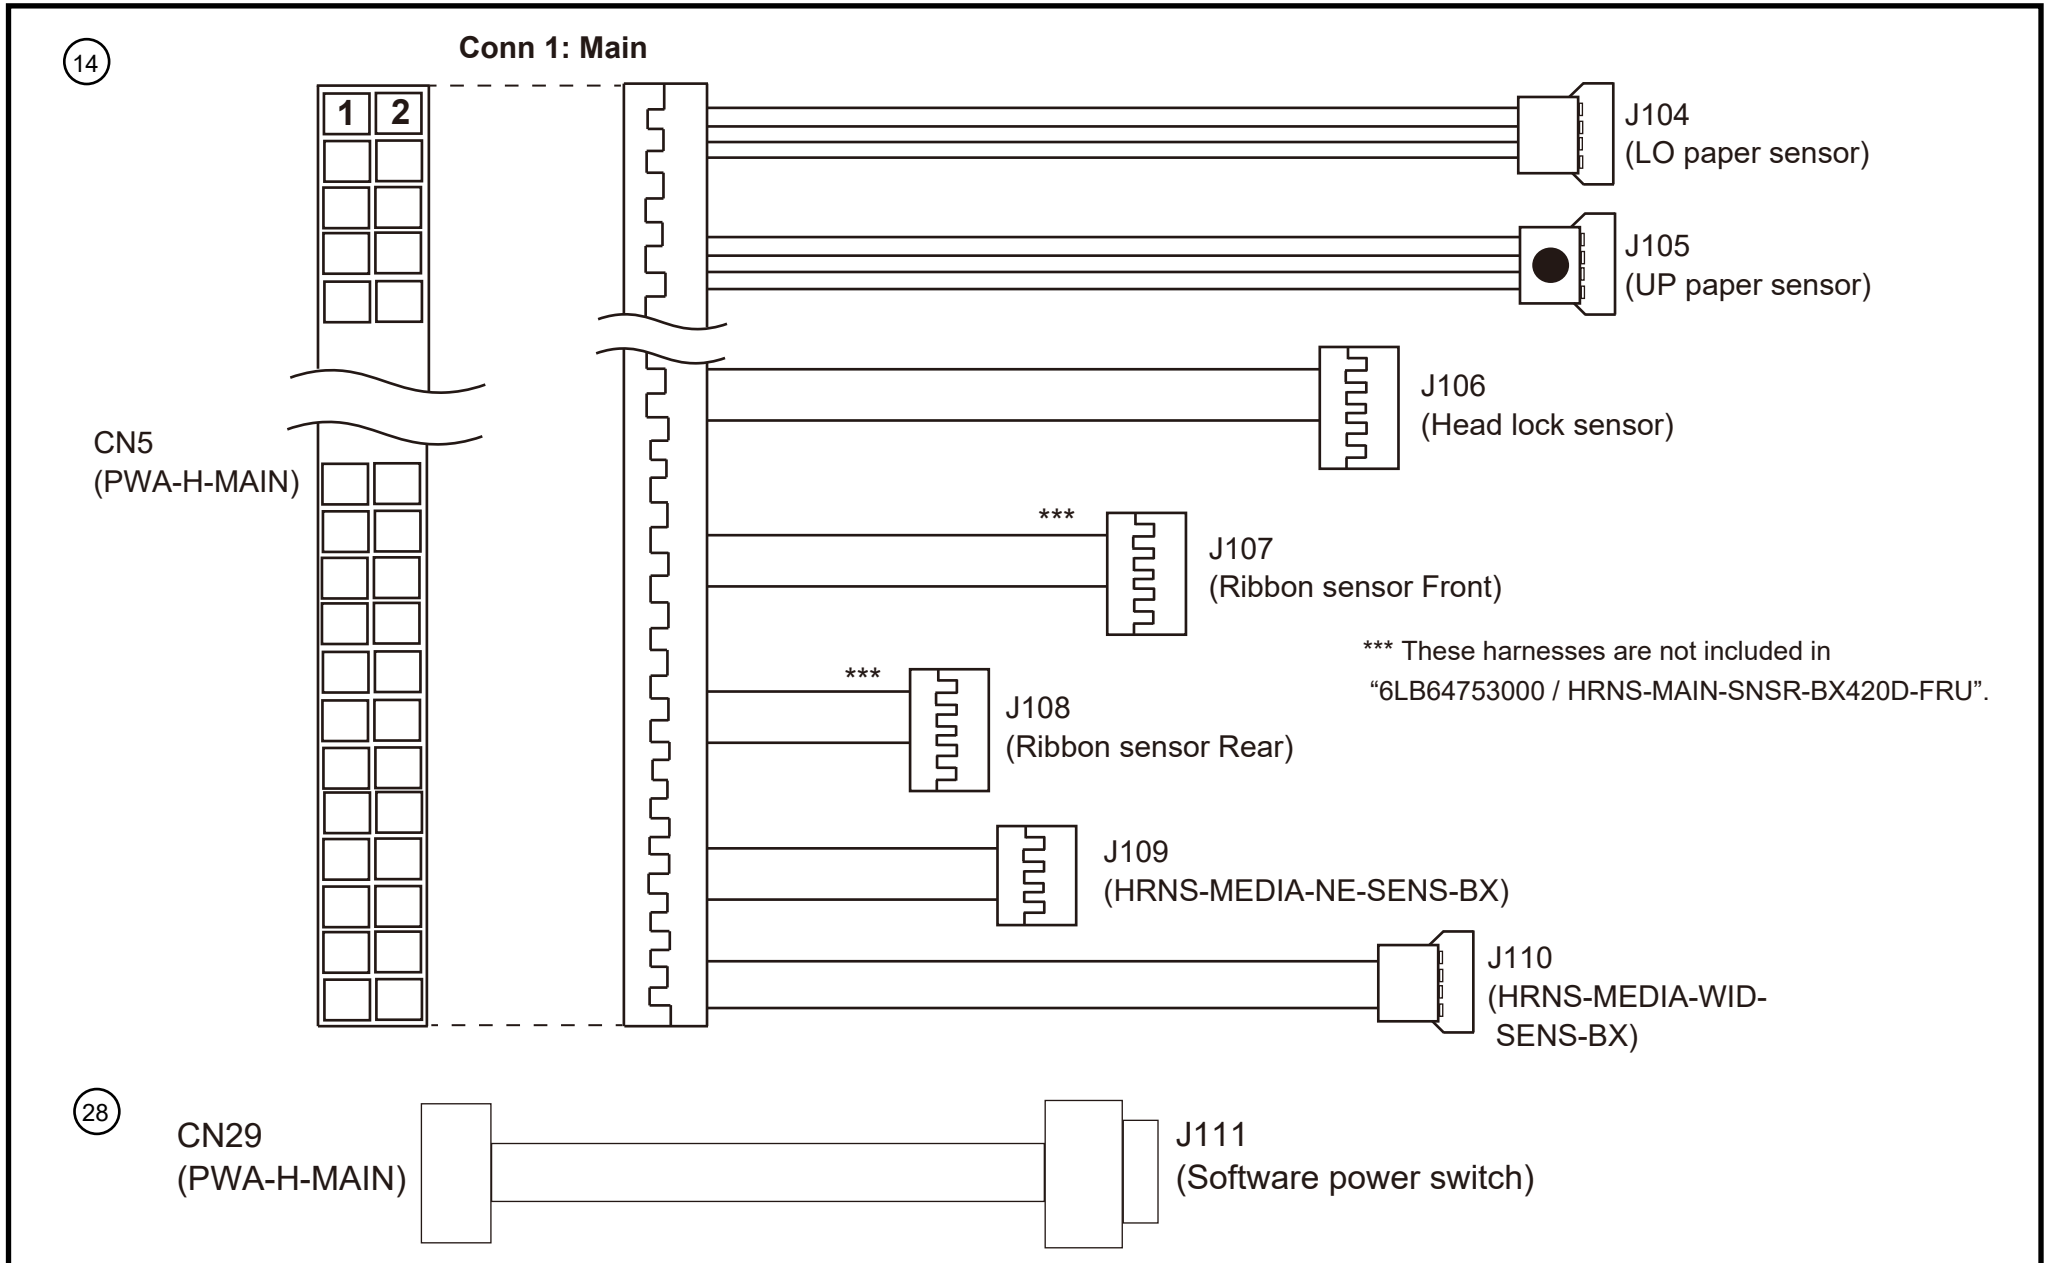 14
Conn 1: Main
1 2
J104
(LO paper sensor)
J105
(UP paper sensor)
J106
(Head lock sensor)
CN5
(PWA-H-MAIN)
***
J107
(Ribbon sensor Front)
*** These harnesses are not included in
“6LB64753000 / HRNS-MAIN-SNSR-BX420D-FRU”.
***
J108
(Ribbon sensor Rear)
J109
(HRNS-MEDIA-NE-SENS-BX)
J110
(HRNS-MEDIA-WID-
SENS-BX)
28
CN29
(PWA-H-MAIN)
J111
(Software power switch)